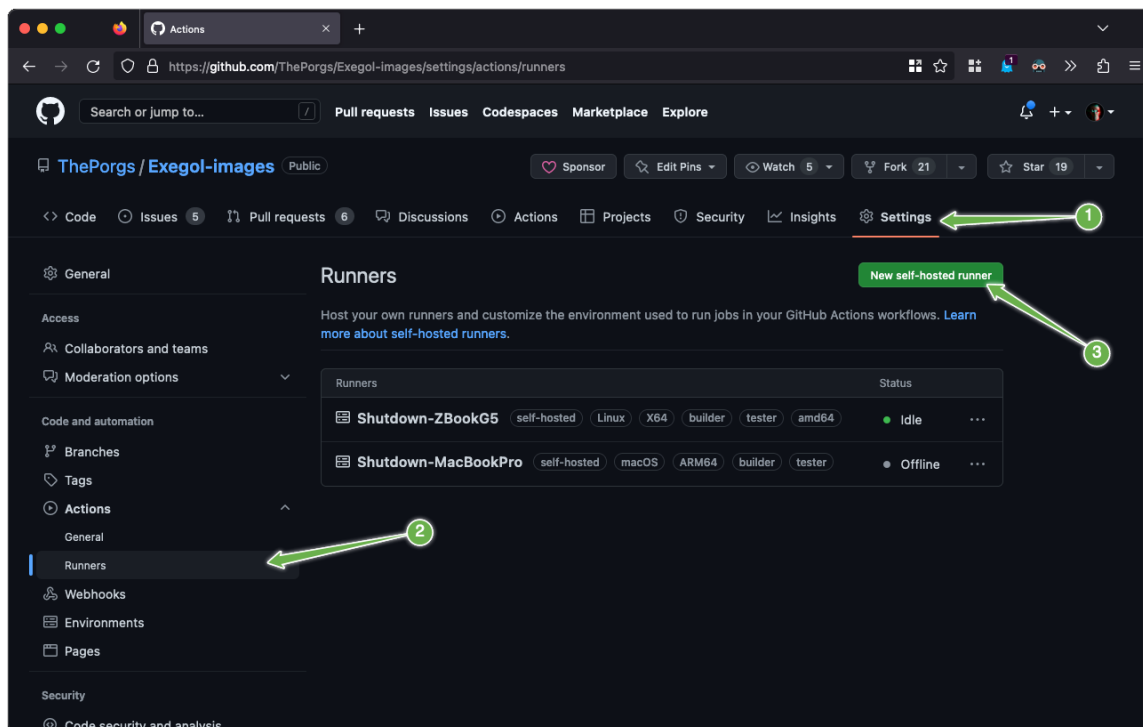 Actions
1
https://github.com/ThePorgs/Exegol-images/settings/actions/runners
Search or jump to... /
Pull requests Issues Codespaces Marketplace Explore
ThePorgs / Exegol-images Public
Sponsor Edit Pins Watch 5 Fork 21 Star 19
Code Issues 5 Pull requests 6 Discussions Actions Projects Security Insights Settings
1
General
Runners
New self-hosted runner
Access
Host your own runners and customize the environment used to run jobs in your GitHub Actions workflows. Learn
more about self-hosted runners.
3
Collaborators and teams
Moderation options
Runners Status
Code and automation
Shutdown-ZBookG5 self-hosted Linux X64 builder tester amd64 Idle
Branches
Shutdown-MacBookPro self-hosted macOS ARM64 builder tester Offline
Tags
Actions
2
General
Runners
Webhooks
Environments
Pages
Security
Code security and analysis